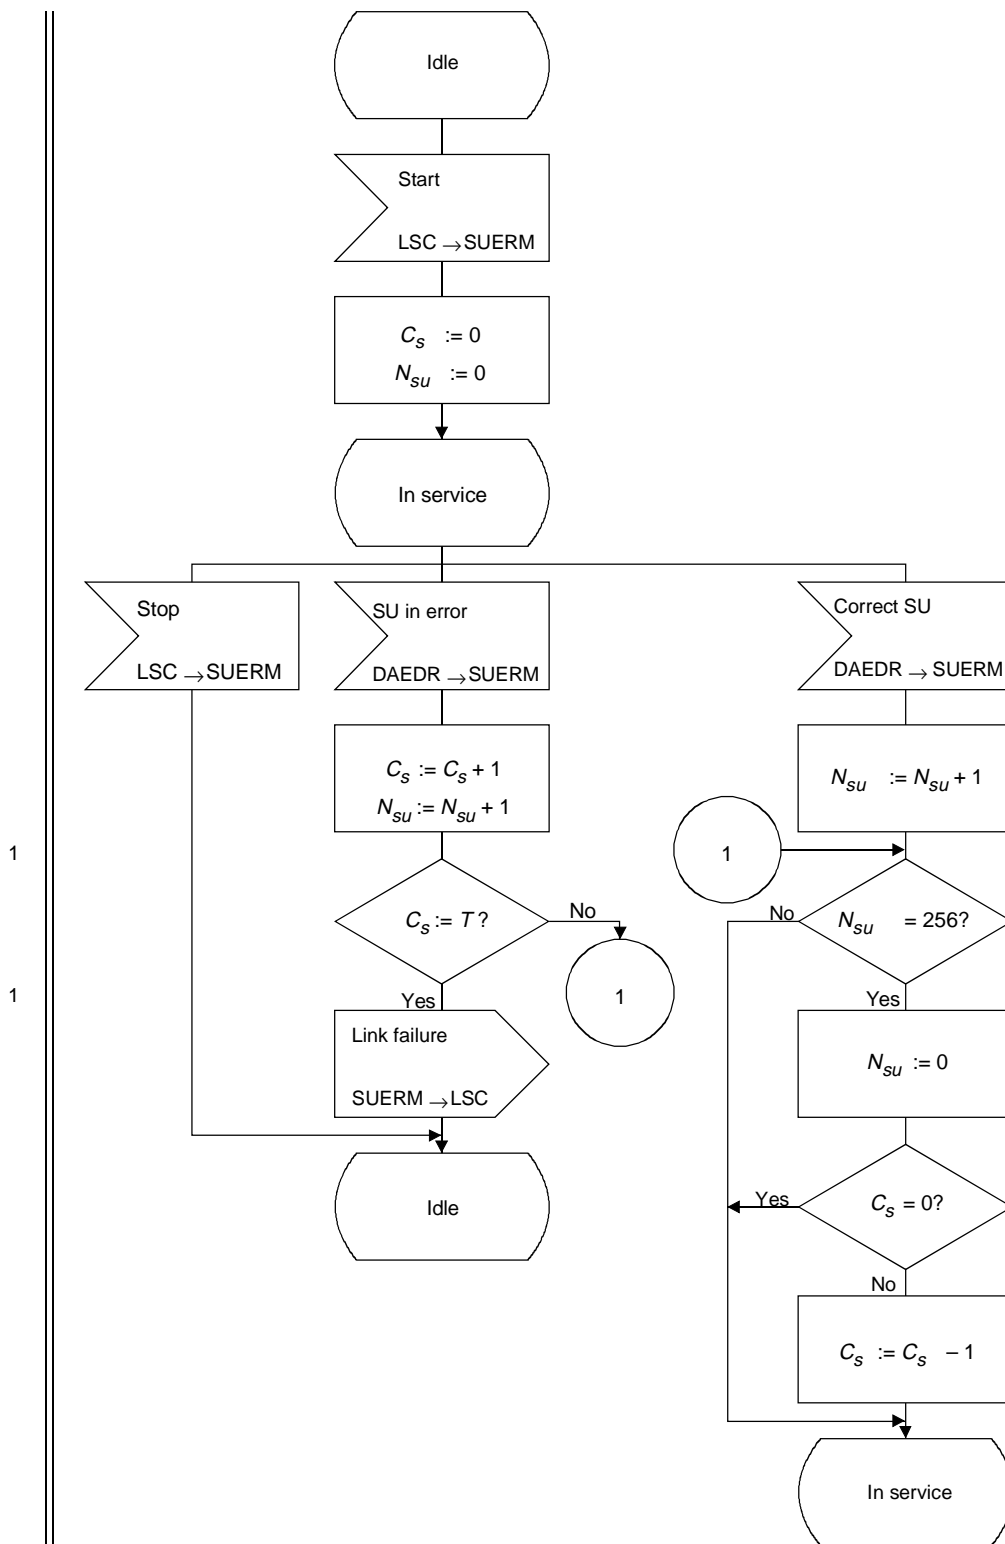 Idle
Start
LSC → SUERM
Cs := 0
Nsu := 0
In service
Stop
LSC → SUERM
SU in error
DAEDR → SUERM
Correct SU
DAEDR → SUERM
Cs := Cs + 1
Nsu := Nsu + 1
Nsu := Nsu + 1
1
1
Cs := T ?
No
No
Nsu = 256?
1
1
Yes
Yes
Link failure
SUERM → LSC
Nsu := 0
Idle
Yes
Cs = 0?
No
Cs := Cs – 1
In service